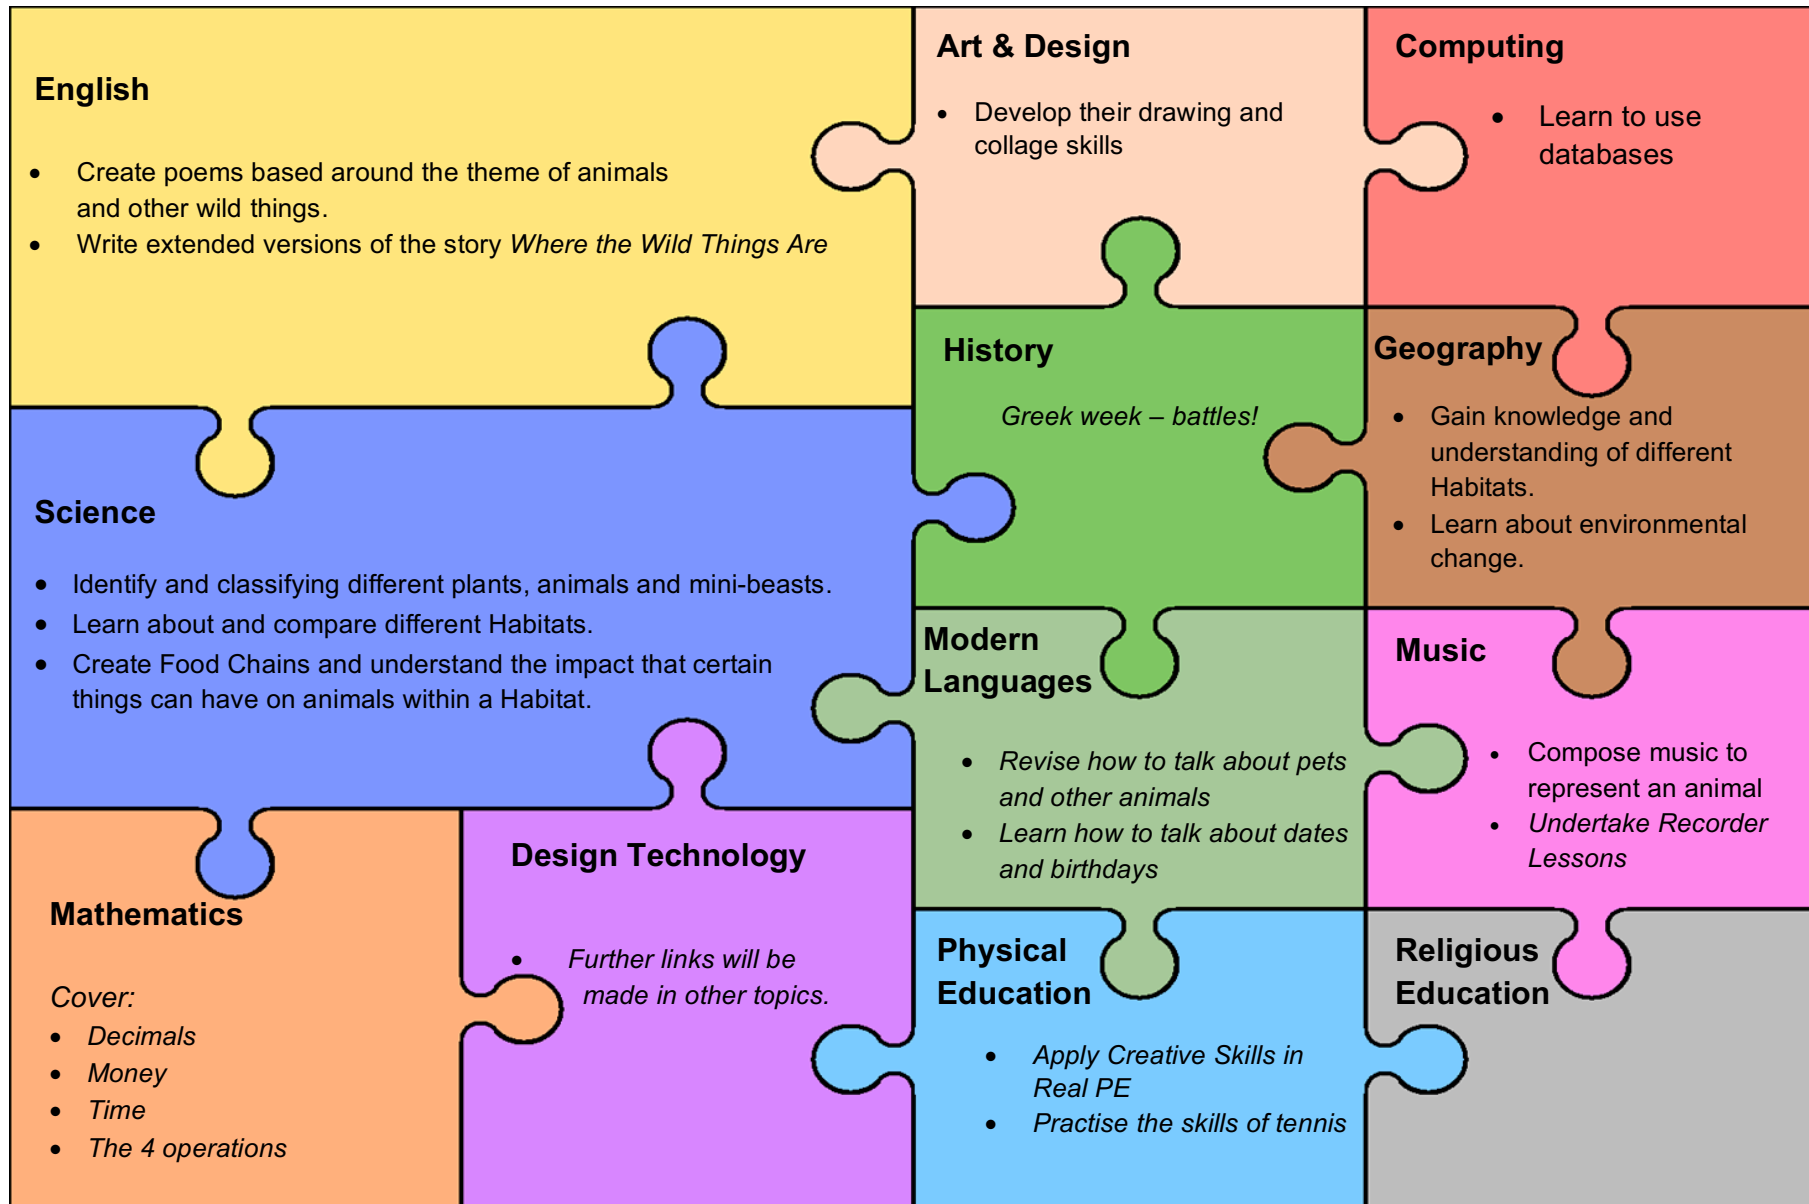 English
• Create poems based around the theme of animals
and other wild things.
• Write extended versions of the story Where the Wild Things Are
Art & Design
• Develop their drawing and
collage skills
Computing
• Learn to use
databases
Science
• Identify and classifying different plants, animals and mini-beasts.
• Learn about and compare different Habitats.
• Create Food Chains and understand the impact that certain
things can have on animals within a Habitat.
History
Greek week – battles!
Geography
• Gain knowledge and
understanding of different
Habitats.
• Learn about environmental
change.
Modern
Languages
• Revise how to talk about pets
and other animals
• Learn how to talk about dates
and birthdays
Music
• Compose music to
represent an animal
• Undertake Recorder
Lessons
Mathematics
Cover:
• Decimals
• Money
• Time
• The 4 operations
Design Technology
• Further links will be
made in other topics.
Physical
Education
• Apply Creative Skills in
Real PE
• Practise the skills of tennis
Religious
Education